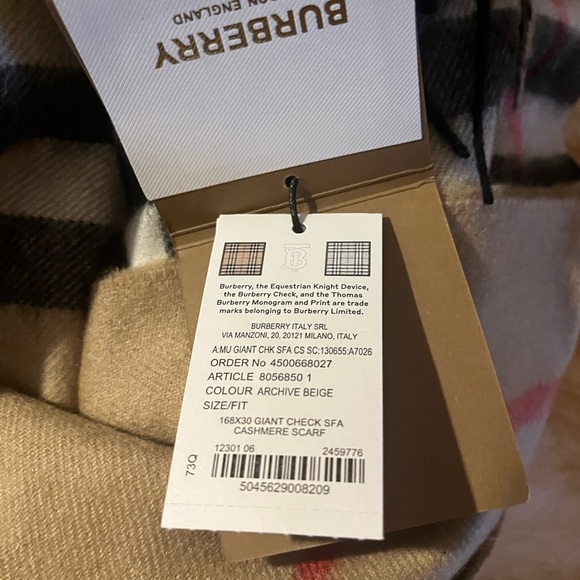 BURBERRY
LONDON ENGLAND
Burberry, the Equestrian Knight Device,
the Burberry Check, and the Thomas
Burberry Monogram and Print are trade
marks belonging to Burberry Limited.
BURBERRY ITALY SRL
VIA MANZONI, 20, 20121 MILANO, ITALY
A:MU GIANT CHK SFA CS SC:130655:A7026
ORDER No 4500668027
ARTICLE 8056850 1
COLOUR ARCHIVE BEIGE
SIZE/FIT
168X30 GIANT CHECK SFA
CASHMERE SCARF
12301 06 2459776
73Q
5045629008209